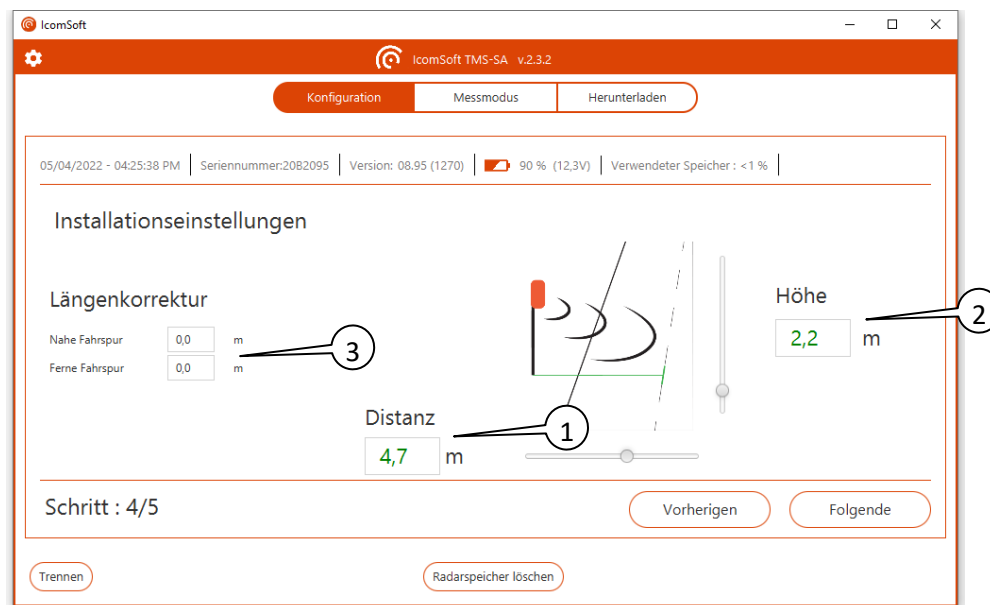 IcomSoft
IcomSoft TMS-SA v.2.3.2
Konfiguration Messmodus Herunterladen
05/04/2022 - 04:25:38 PM Seriennummer:20B2095 Version: 08.95 (1270) 90 % (12,3V) Verwendeter Speicher : <1 %
Installationseinstellungen
Längenkorrektur
Nahe Fahrspur 0,0 m
Ferne Fahrspur 0,0 m
3
Höhe
2,2 m
2
Distanz
4,7 m
1
Schritt : 4/5
Vorherigen Folgende
Trennen Radarspeicher löschen